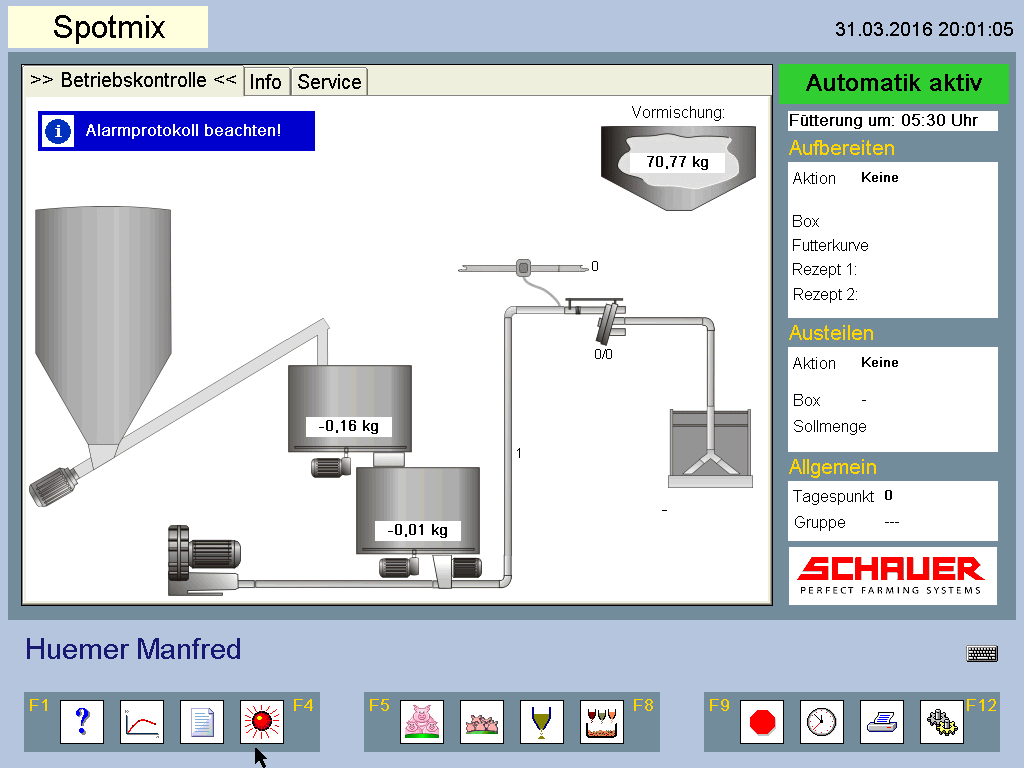 Spotmix
31.03.2016 20:01:05
>> Betriebskontrolle <<
Info
Service
Automatik aktiv
Alarmprotokoll beachten!
Vormischung:
70,77 kg
Fütterung um: 05:30 Uhr
Aufbereiten
Aktion Keine
Box
Futterkurve
Rezept 1:
Rezept 2:
0
0/0
-0,16 kg
1
-
-0,01 kg
Austeilen
Aktion Keine
Box -
Sollmenge
Allgemein
Tagespunkt 0
Gruppe ---
SCHAUER
PERFECT FARMING SYSTEMS
Huemer Manfred
F1
?
F4
F5
F8
F9
F12